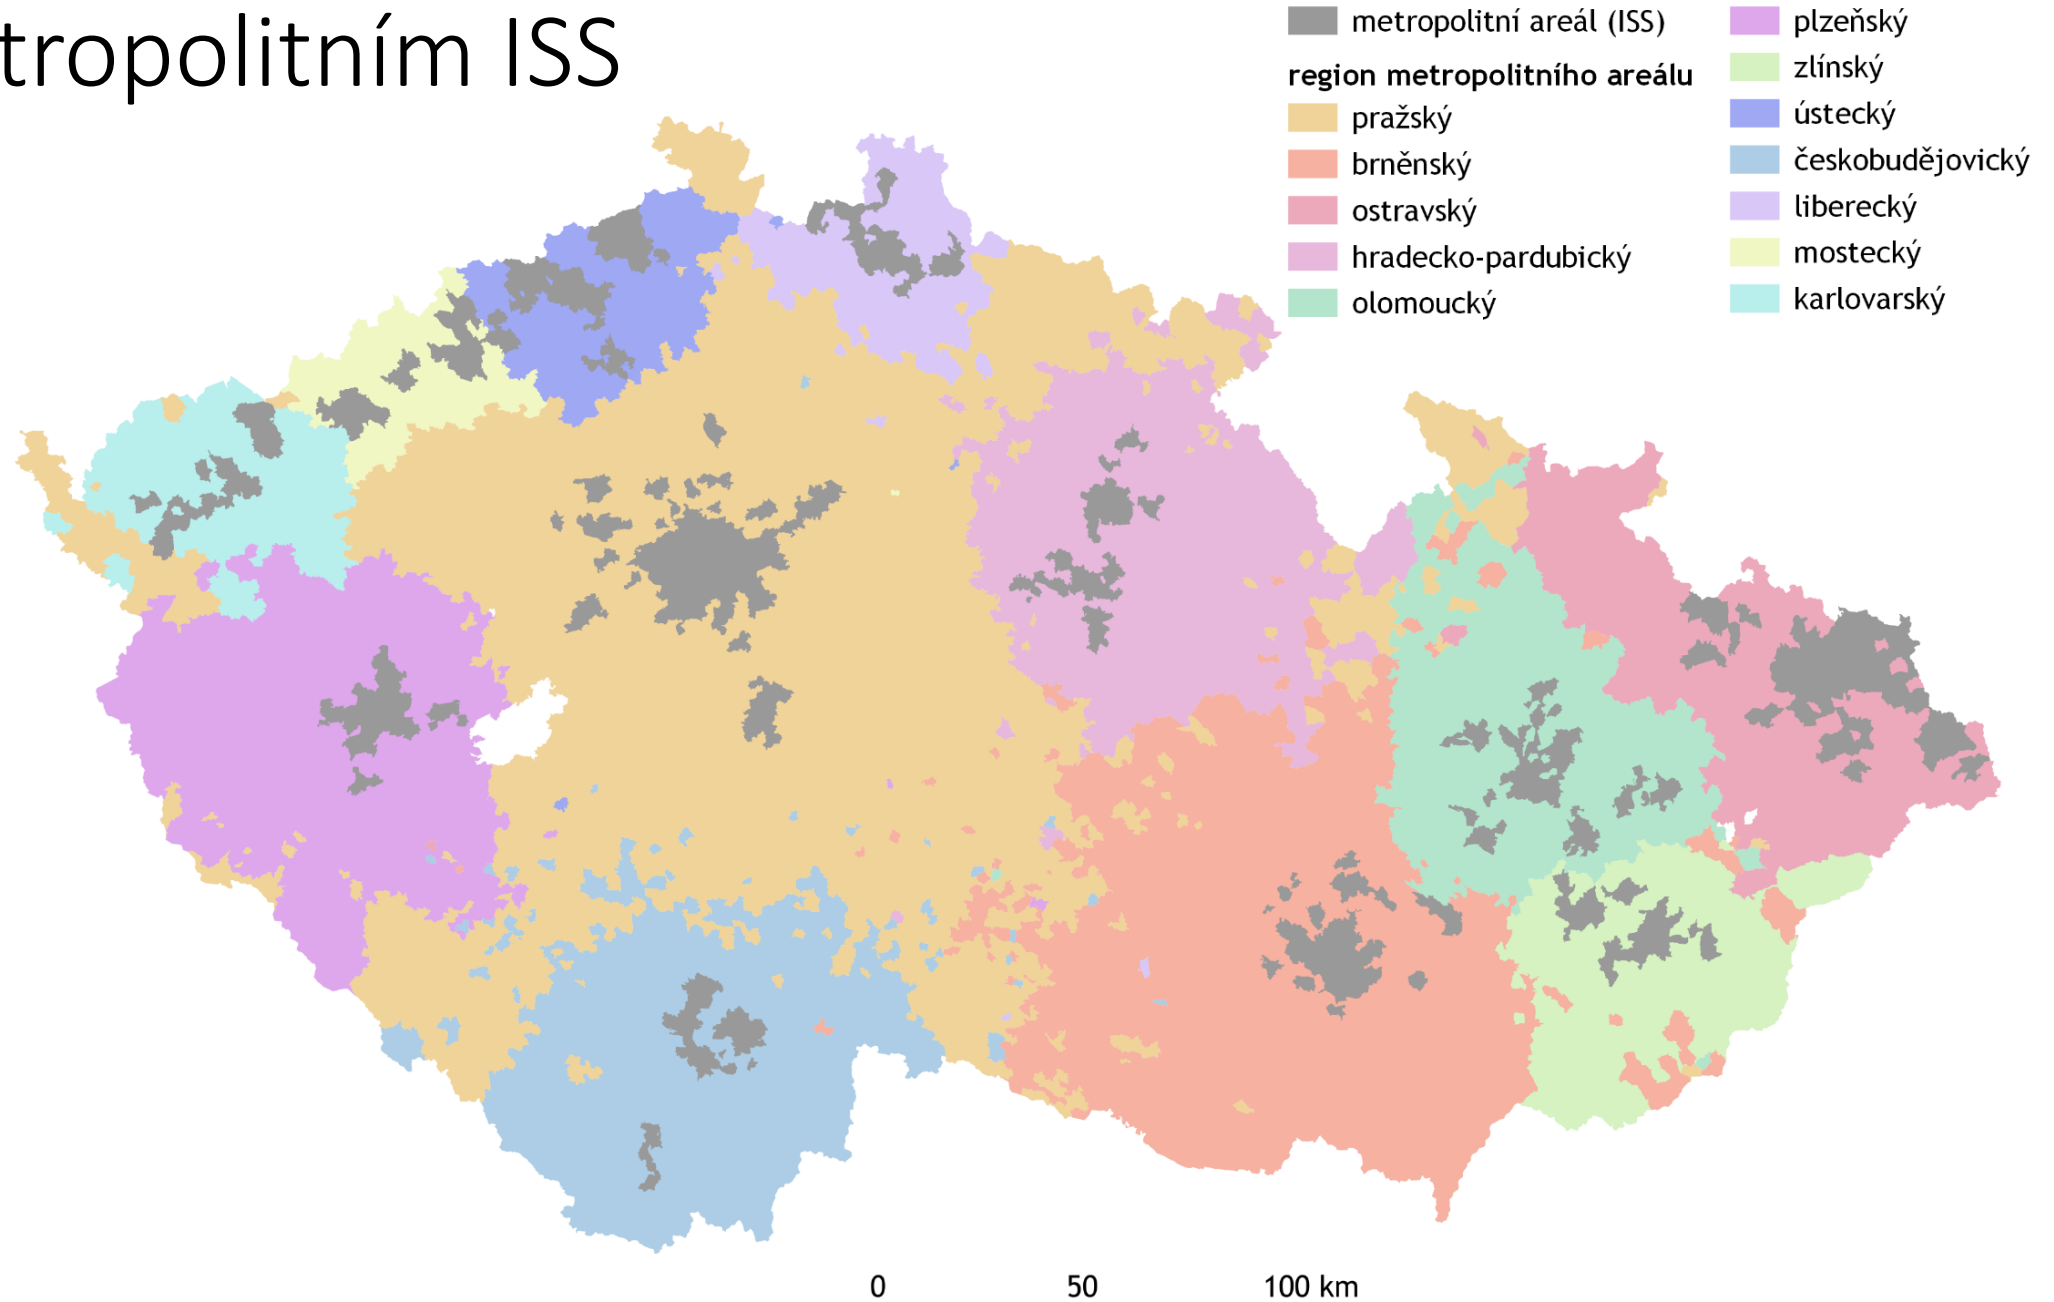 tropolitním ISS
metropolitní areál (ISS)
region metropolitního areálu
pražský
brněnský
ostravský
hradecko-pardubický
olomoucký
plzeňský
zlínský
ústecký
českobudějovický
liberecký
mostecký
karlovarský
0 50 100 km